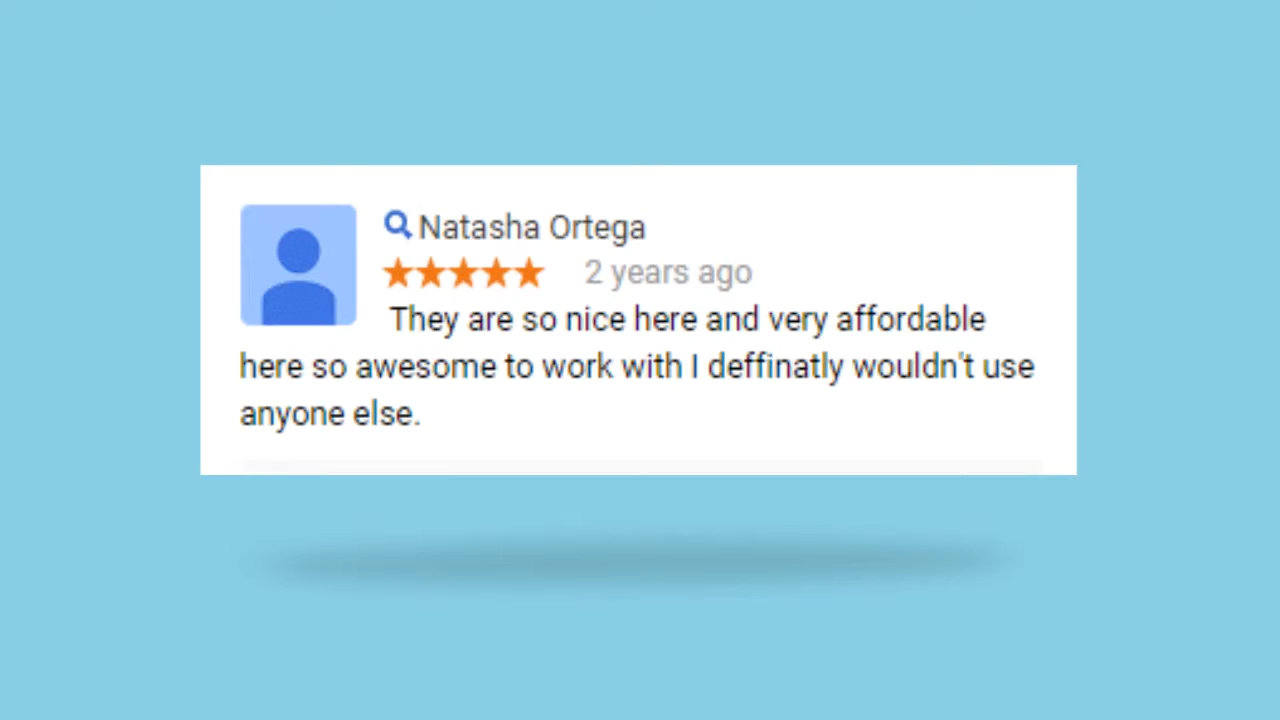 Natasha Ortega
2 years ago
They are so nice here and very affordable
here so awesome to work with I deffinatly wouldn't use
anyone else.